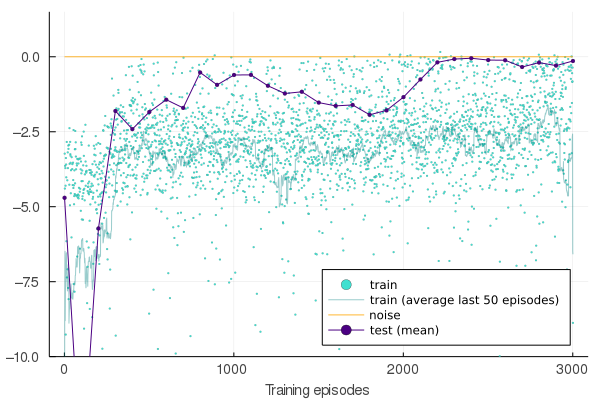 0.0
−2.5
−5.0
−7.5
−10.0
train
train (average last 50 episodes)
noise
test (mean)
0 1000 2000 3000
Training episodes